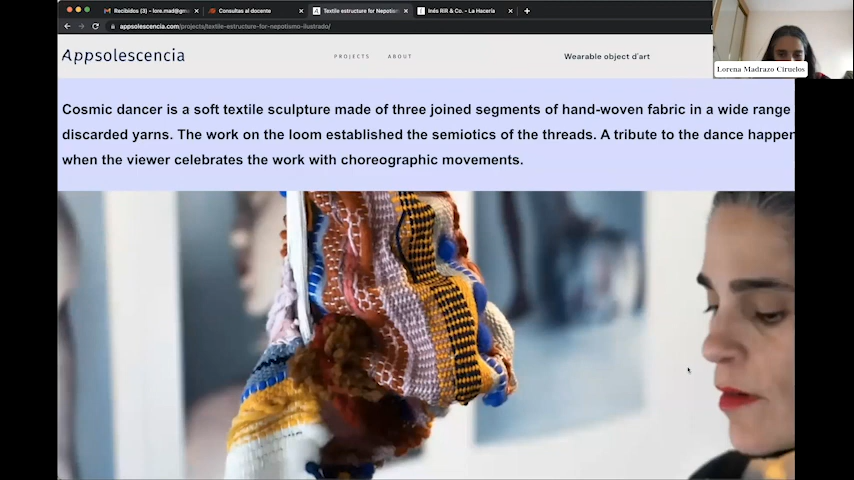 Recibidos (3) - lore.mad@gm
Consultas al docente
Textile estructure for Nepotism
Inés RIR & Co. - La Hacería
appsolescencia.com/projects/textile-estructure-for-nepotismo-ilustrado/
Appsolescencia
PROJECTS
ABOUT
Wearable object d'art
Lorena Madrazo Ciruelos
Cosmic dancer is a soft textile sculpture made of three joined segments of hand-woven fabric in a wide range
discarded yarns. The work on the loom established the semiotics of the threads. A tribute to the dance happen
when the viewer celebrates the work with choreographic movements.